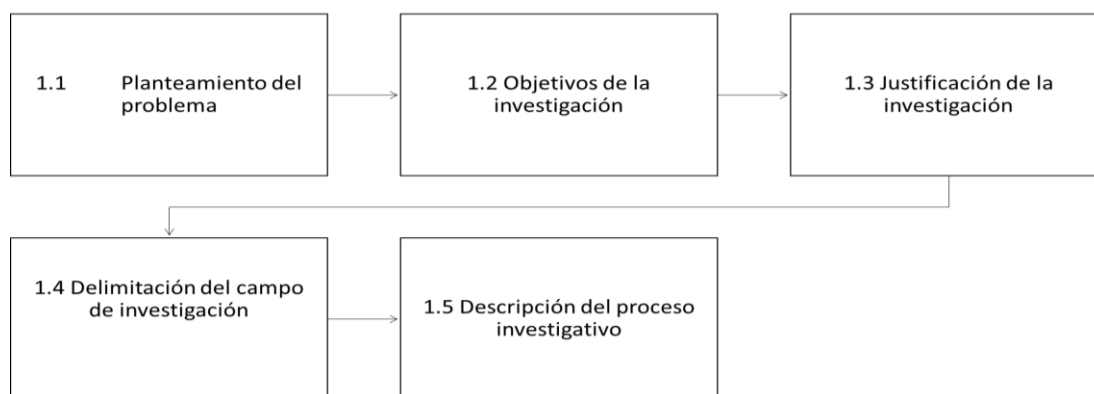 1.1 Planteamiento del
problema
1.2 Objetivos de la
investigación
1.3 Justificación de la
investigación
1.4 Delimitación del campo
de investigación
1.5 Descripción del proceso
investigativo